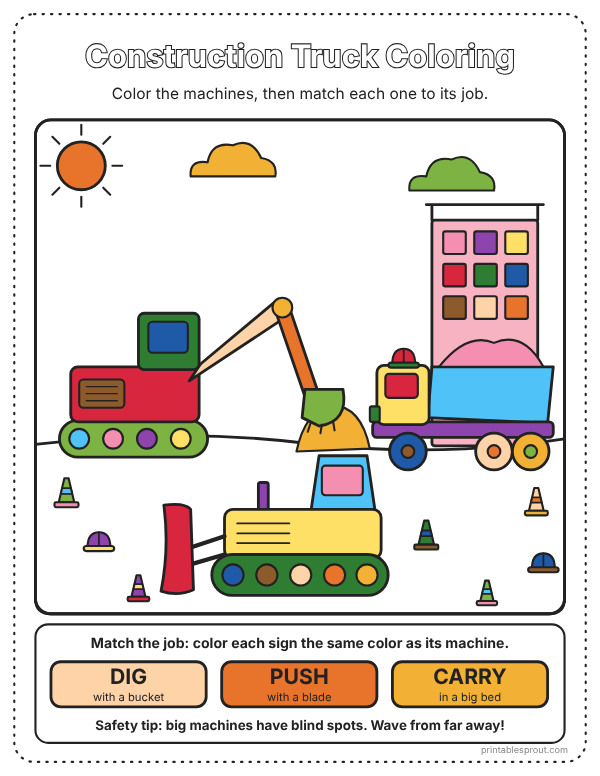 Construction Truck Coloring
Color the machines, then match each one to its job.
Match the job: color each sign the same color as its machine.
DIG
with a bucket
PUSH
with a blade
CARRY
in a big bed
Safety tip: big machines have blind spots. Wave from far away!
printablesprout.com